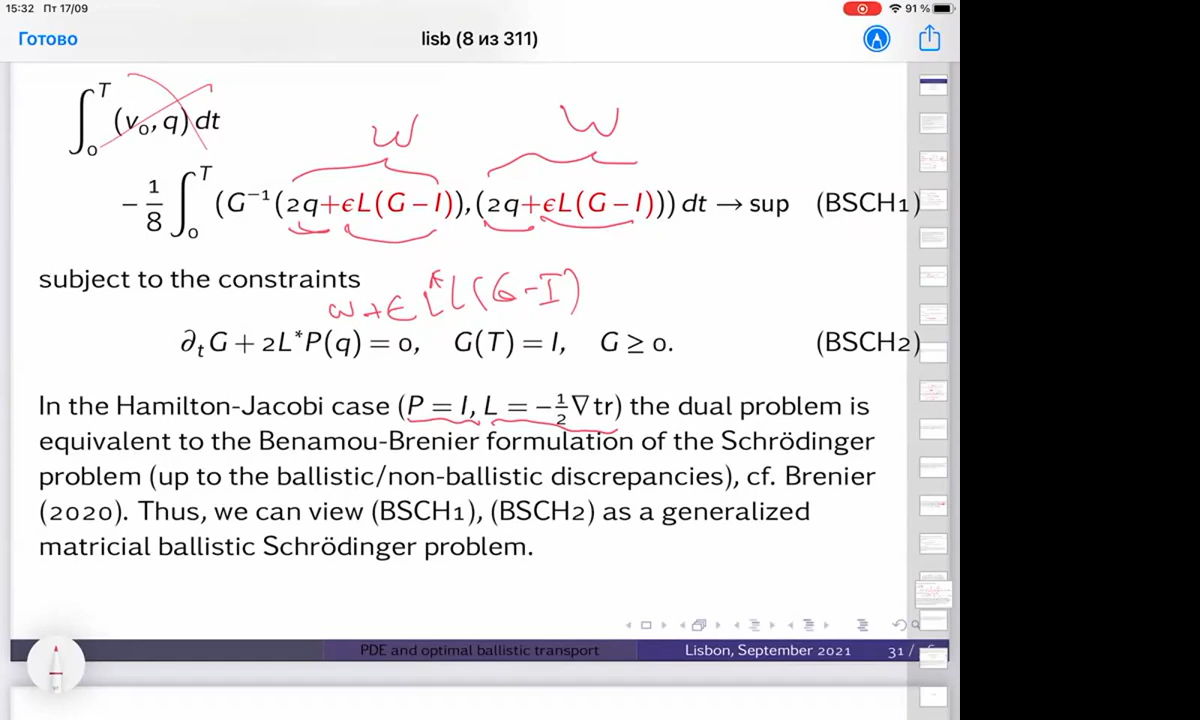 15:32 Пт 17/09 91 %
Готово lisb (8 из 311)
∫₀ᵀ (v₀, q) dt
W W
− 1/8 ∫₀ᵀ (G⁻¹(2q+ϵL(G − I)), (2q+ϵL(G − I))) dt → sup (BSCH1)
subject to the constraints
w + ϵ L* L(G-I)
∂ₜG + 2L*P(q) = 0, G(T) = I, G ≥ 0. (BSCH2)
In the Hamilton-Jacobi case (P = I, L = −½∇tr) the dual problem is
equivalent to the Benamou-Brenier formulation of the Schrödinger
problem (up to the ballistic/non-ballistic discrepancies), cf. Brenier
(2020). Thus, we can view (BSCH1), (BSCH2) as a generalized
matricial ballistic Schrödinger problem.
PDE and optimal ballistic transport Lisbon, September 2021 31 /